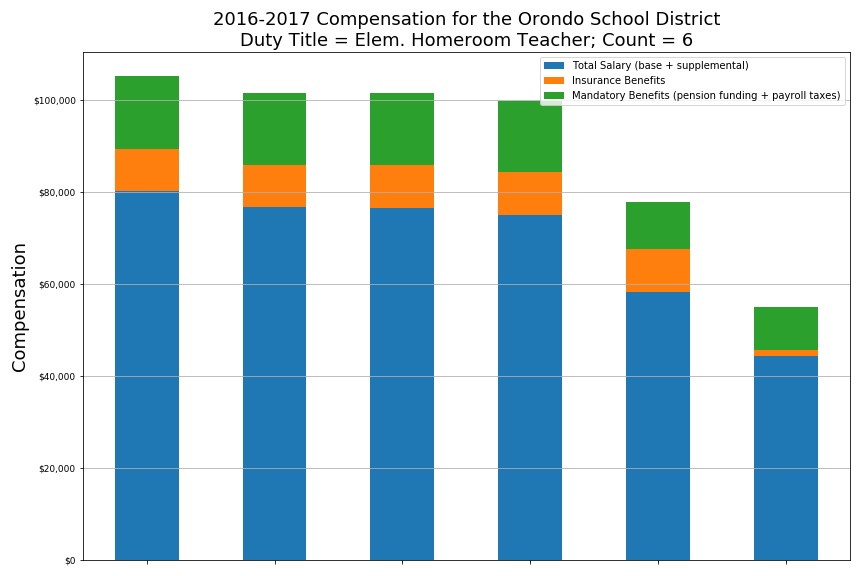 2016-2017 Compensation for the Orondo School District
Duty Title = Elem. Homeroom Teacher; Count = 6
Total Salary (base + supplemental)
Insurance Benefits
Mandatory Benefits (pension funding + payroll taxes)
$100,000
$80,000
$60,000
$40,000
$20,000
$0
Compensation